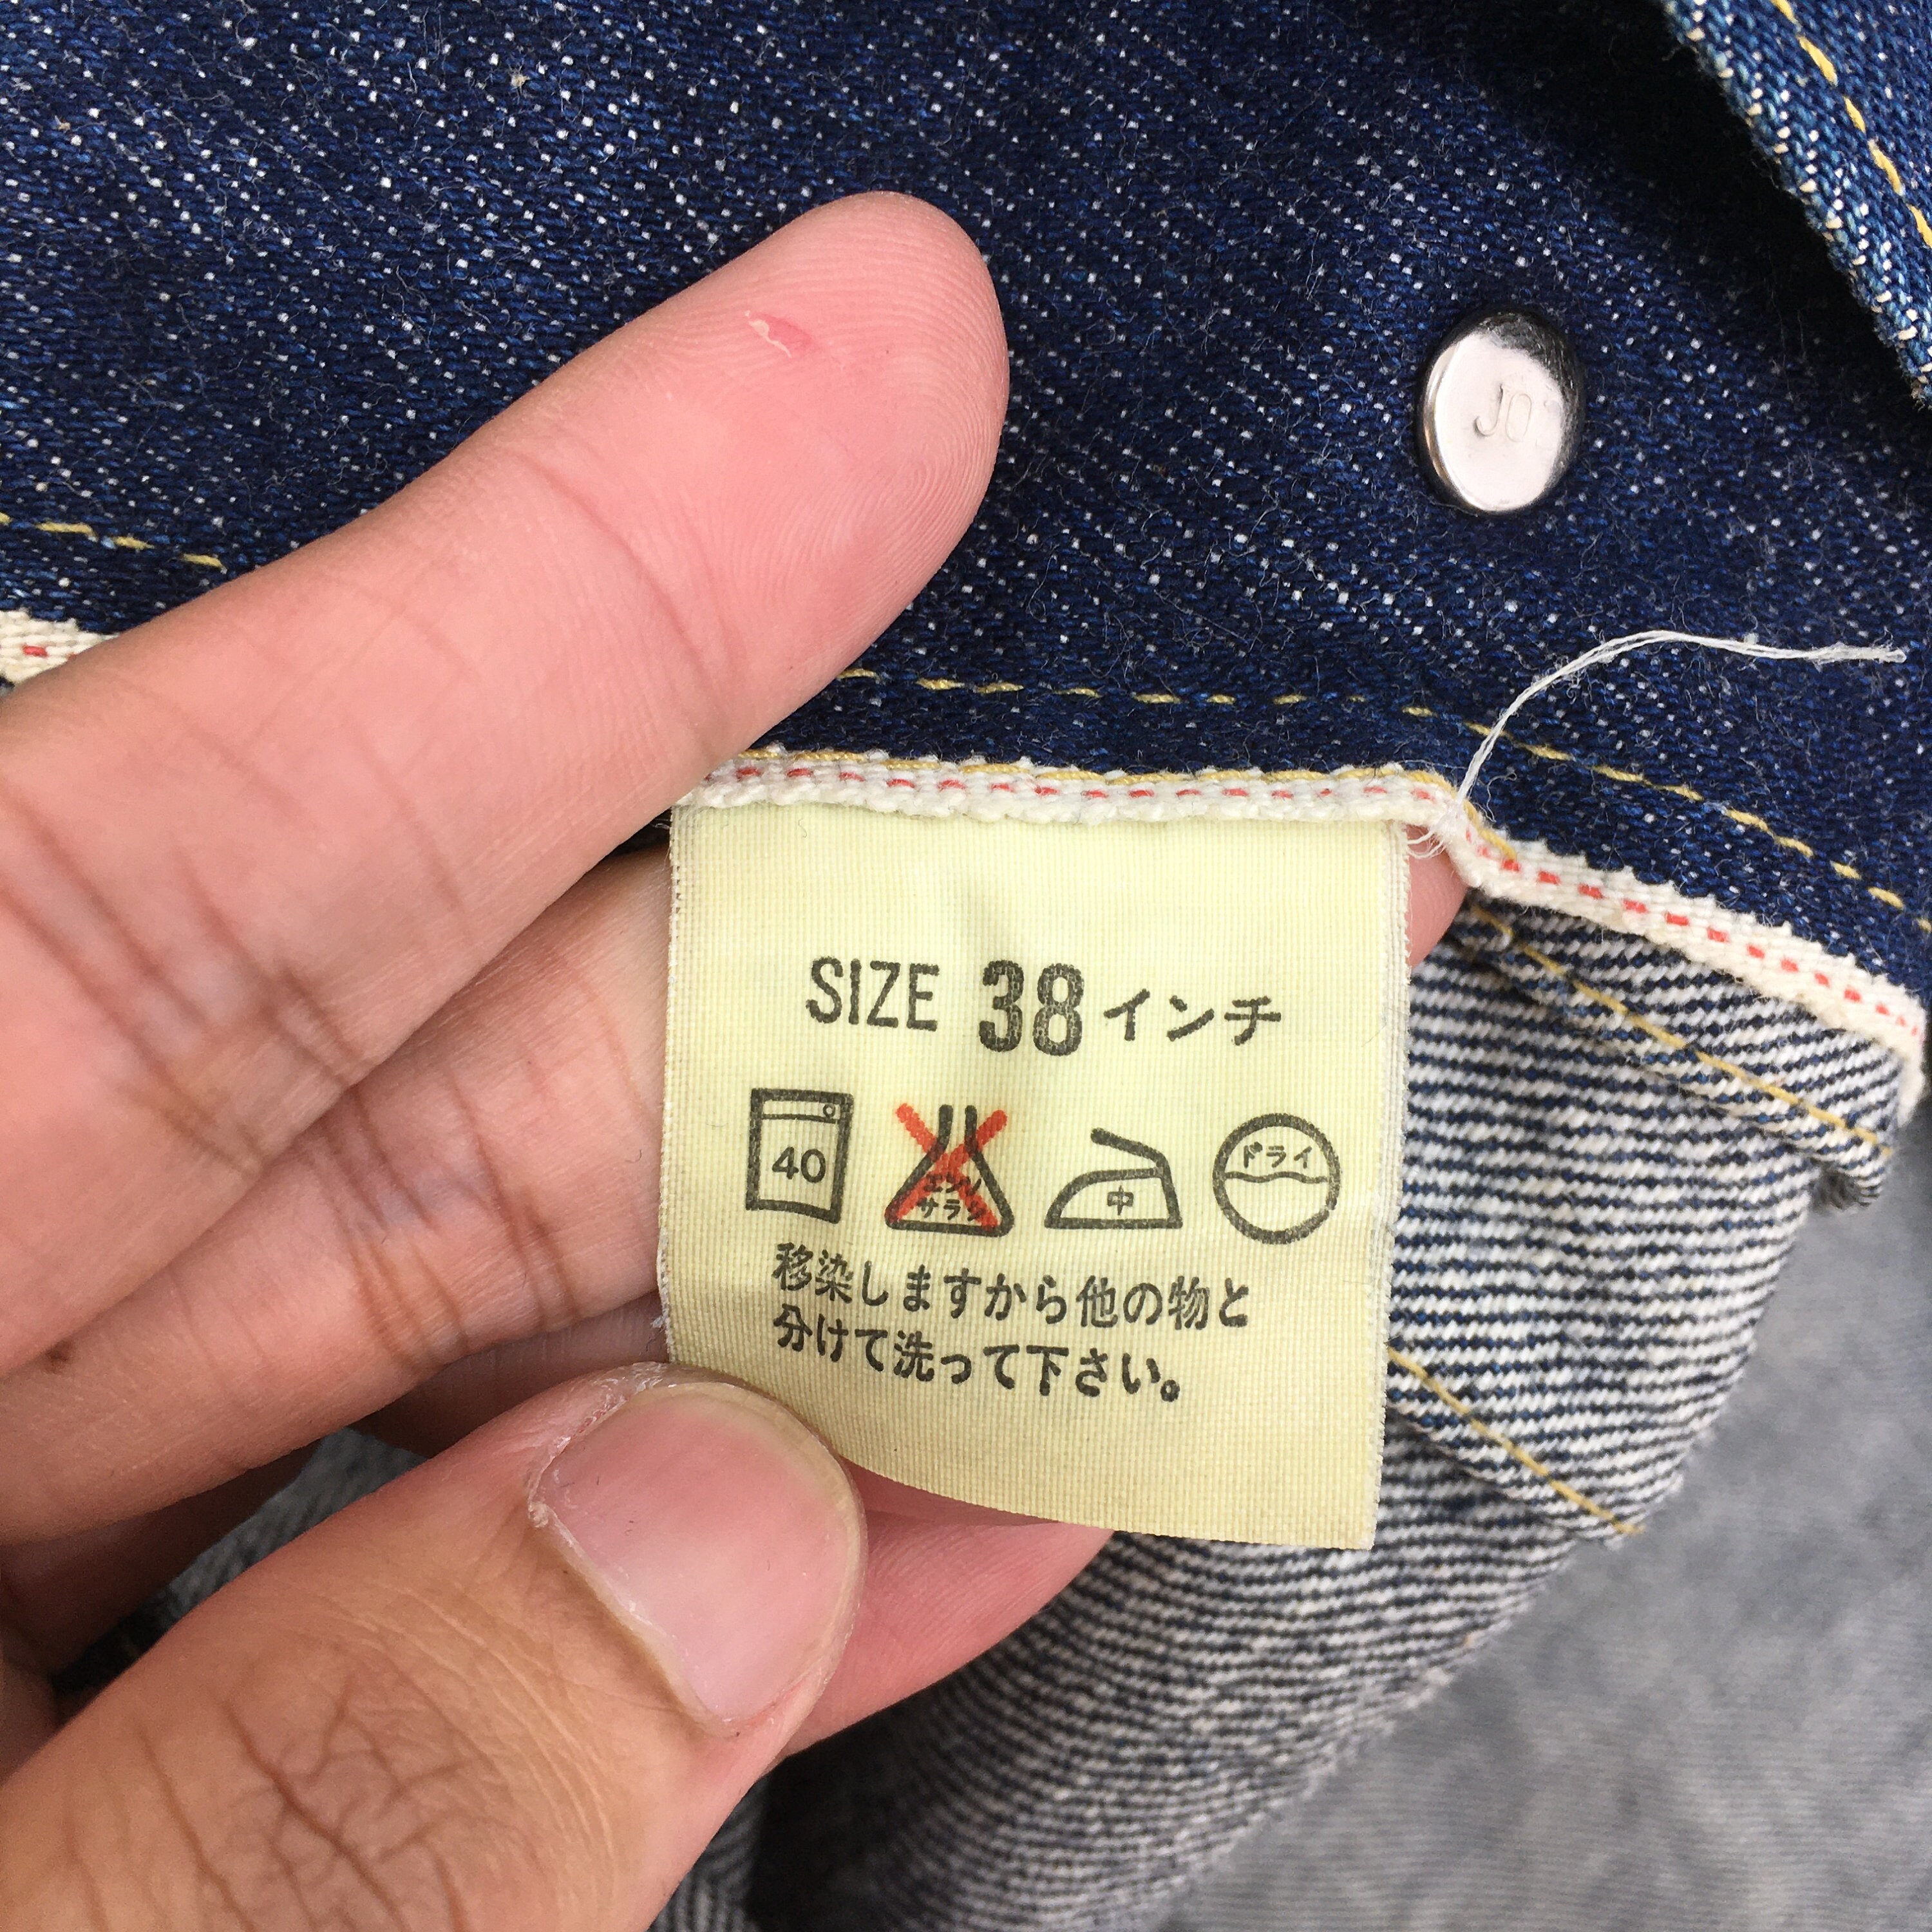 JO
SIZE 38インチ
40
エンソ
サラシ
中
ドライ
移染しますから他の物と
分けて洗って下さい。